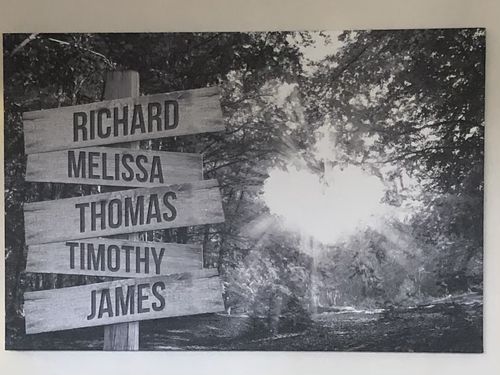 RICHARD
MELISSA
THOMAS
TIMOTHY
JAMES